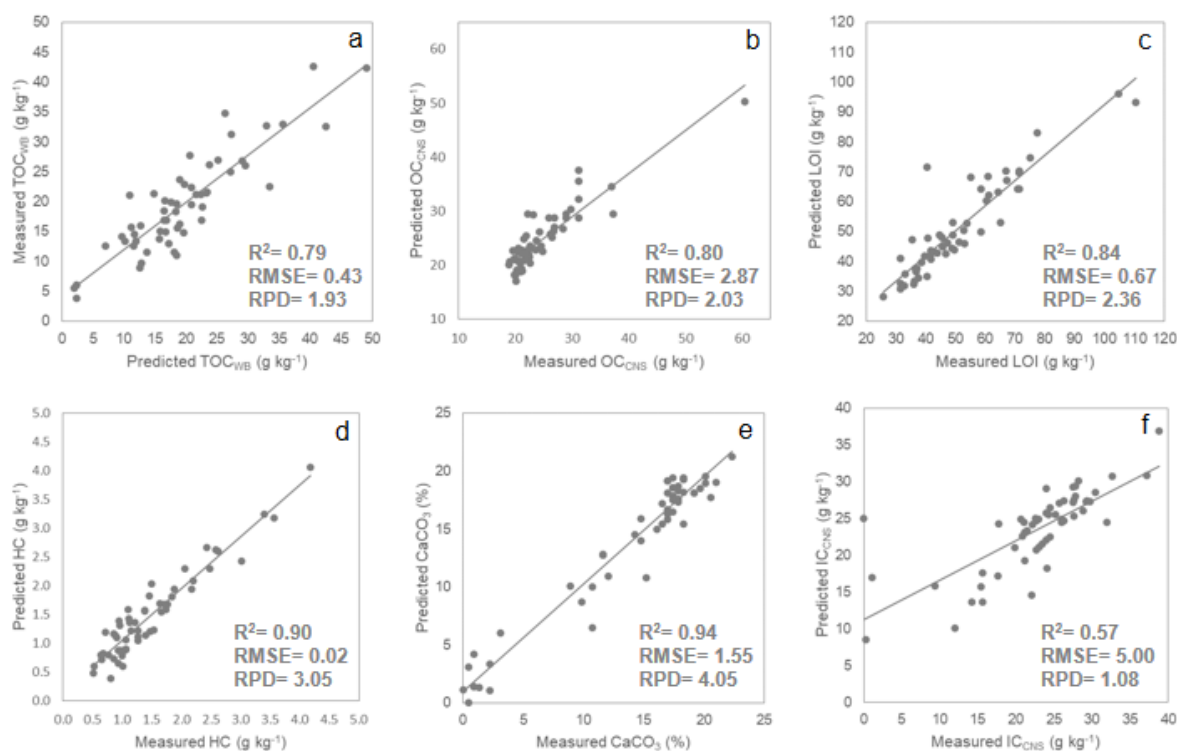 a
Measured TOC_WB (g kg⁻¹)
50
45
40
35
30
25
20
15
10
5
0
0 5 10 15 20 25 30 35 40 45 50
Predicted TOC_WB (g kg⁻¹)
R²= 0.79
RMSE= 0.43
RPD= 1.93
b
Predicted OC_CNS (g kg⁻¹)
60
50
40
30
20
10
10 20 30 40 50 60
Measured OC_CNS (g kg⁻¹)
R²= 0.80
RMSE= 2.87
RPD= 2.03
c
Predicted LOI (g kg⁻¹)
120
110
100
90
80
70
60
50
40
30
20
20 30 40 50 60 70 80 90 100 110 120
Measured LOI (g kg⁻¹)
R²= 0.84
RMSE= 0.67
RPD= 2.36
d
Predicted HC (g kg⁻¹)
5.0
4.5
4.0
3.5
3.0
2.5
2.0
1.5
1.0
0.5
0.0
0.0 0.5 1.0 1.5 2.0 2.5 3.0 3.5 4.0 4.5 5.0
Measured HC (g kg⁻¹)
R²= 0.90
RMSE= 0.02
RPD= 3.05
e
Predicted CaCO₃ (%)
25
20
15
10
5
0
0 5 10 15 20 25
Measured CaCO₃ (%)
R²= 0.94
RMSE= 1.55
RPD= 4.05
f
Predicted IC_CNS (g kg⁻¹)
40
35
30
25
20
15
10
5
0
0 5 10 15 20 25 30 35 40
Measured IC_CNS (g kg⁻¹)
R²= 0.57
RMSE= 5.00
RPD= 1.08